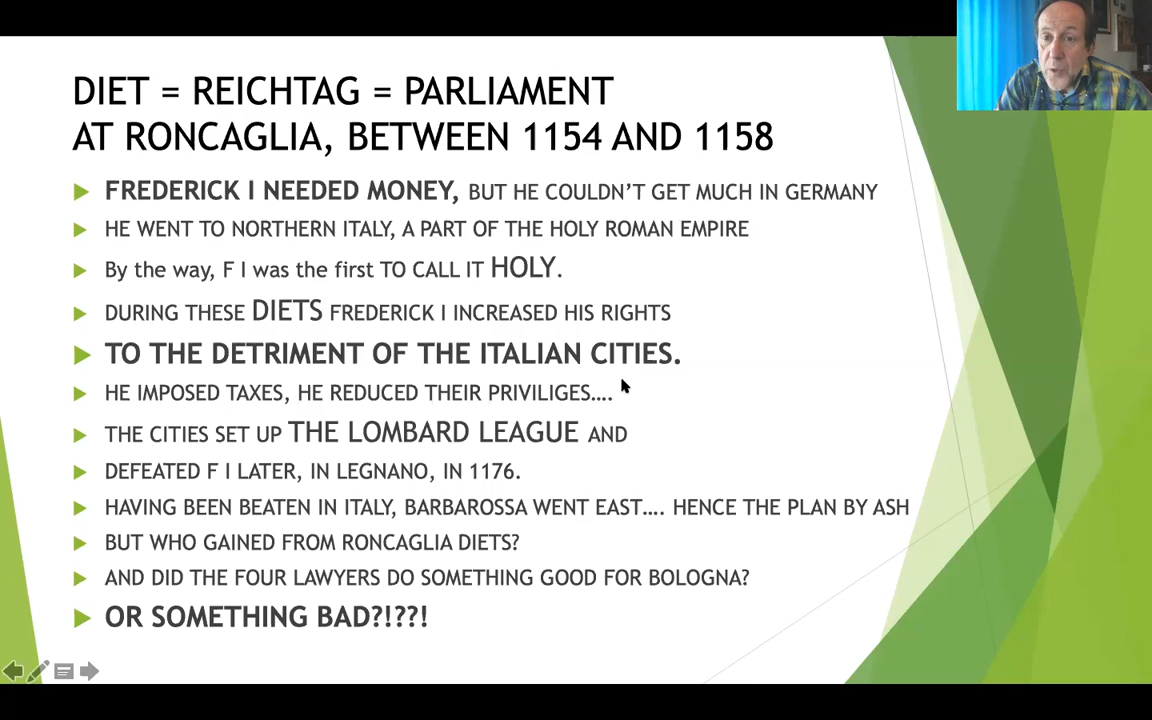 DIET = REICHTAG = PARLIAMENT
AT RONCAGLIA, BETWEEN 1154 AND 1158
FREDERICK I NEEDED MONEY, BUT HE COULDN'T GET MUCH IN GERMANY
HE WENT TO NORTHERN ITALY, A PART OF THE HOLY ROMAN EMPIRE
By the way, F I was the first TO CALL IT HOLY.
DURING THESE DIETS FREDERICK I INCREASED HIS RIGHTS
TO THE DETRIMENT OF THE ITALIAN CITIES.
HE IMPOSED TAXES, HE REDUCED THEIR PRIVILIGES....
THE CITIES SET UP THE LOMBARD LEAGUE AND
DEFEATED F I LATER, IN LEGNANO, IN 1176.
HAVING BEEN BEATEN IN ITALY, BARBAROSSA WENT EAST.... HENCE THE PLAN BY ASH
BUT WHO GAINED FROM RONCAGLIA DIETS?
AND DID THE FOUR LAWYERS DO SOMETHING GOOD FOR BOLOGNA?
OR SOMETHING BAD?!??!